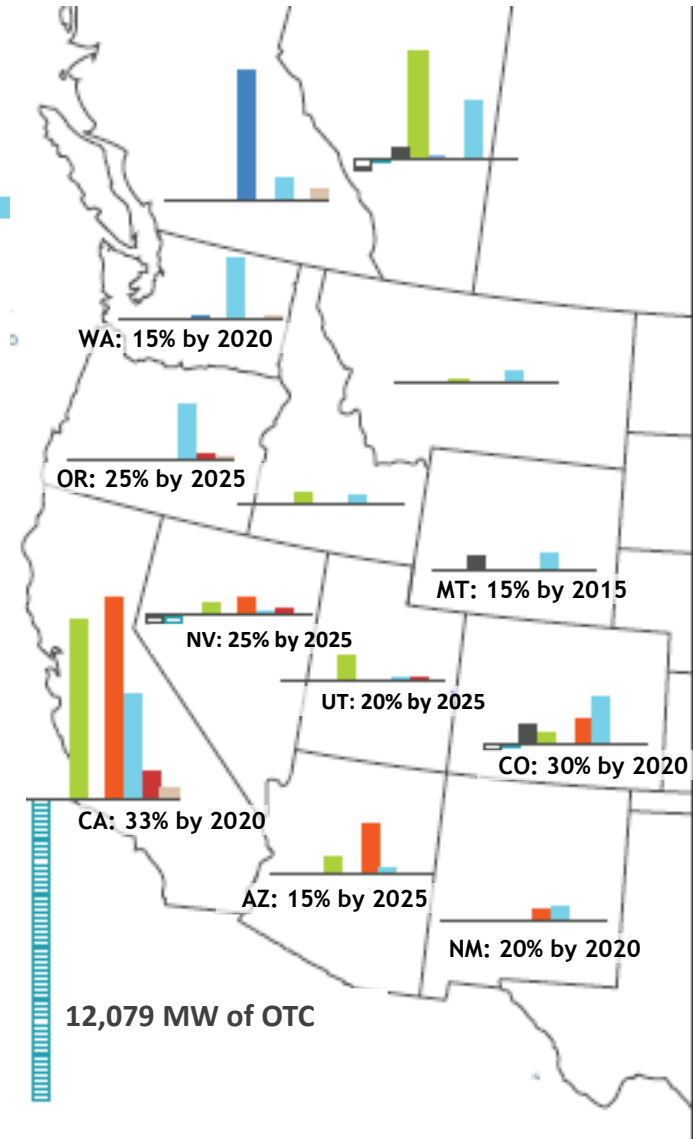 WA: 15% by 2020
OR: 25% by 2025
MT: 15% by 2015
NV: 25% by 2025
UT: 20% by 2025
CO: 30% by 2020
CA: 33% by 2020
AZ: 15% by 2025
NM: 20% by 2020
12,079 MW of OTC